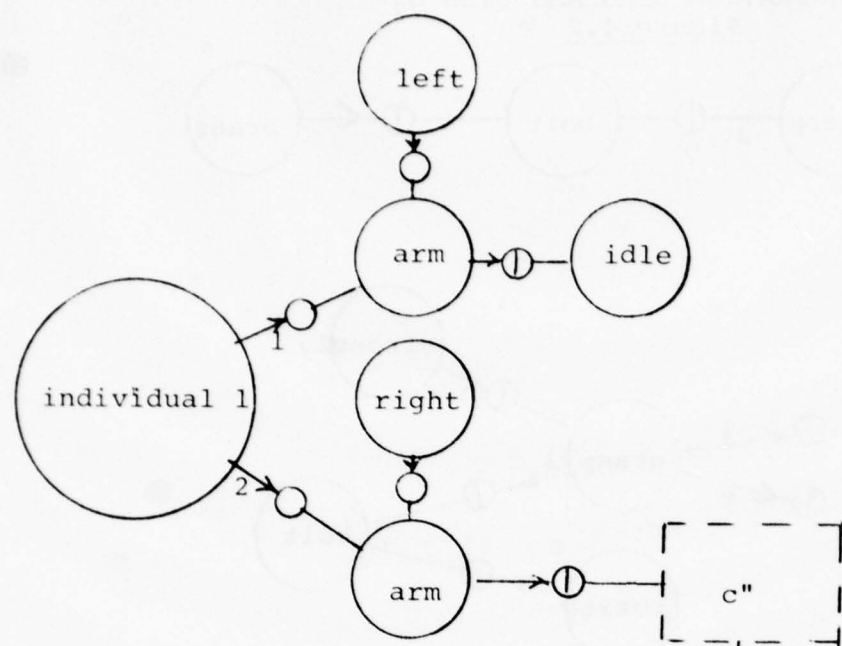 left
arm
idle
1
individual 1
right
2
arm
c"